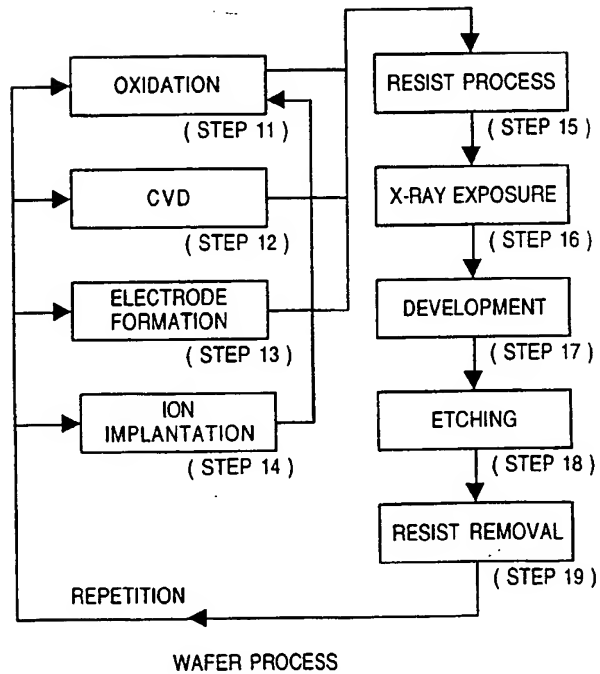 OXIDATION
( STEP 11 )
CVD
( STEP 12 )
ELECTRODE
FORMATION
( STEP 13 )
ION
IMPLANTATION
( STEP 14 )
RESIST PROCESS
( STEP 15 )
X-RAY EXPOSURE
( STEP 16 )
DEVELOPMENT
( STEP 17 )
ETCHING
( STEP 18 )
RESIST REMOVAL
( STEP 19 )
REPETITION
WAFER PROCESS